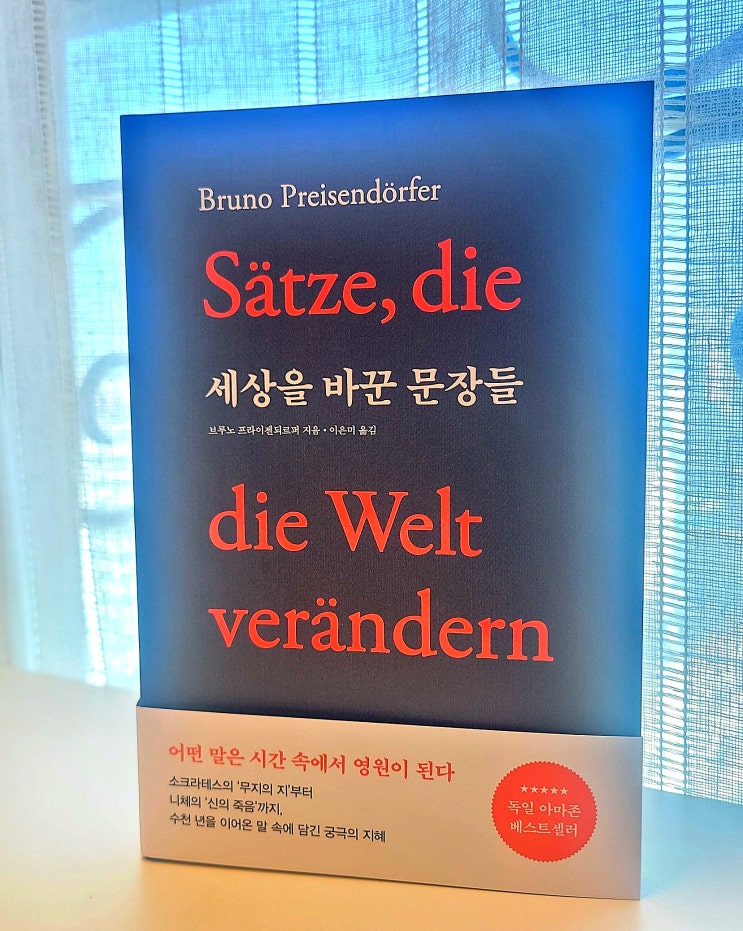 Bruno Preisendörfer
Sätze, die
세상을 바꾼 문장들
브루노 프라이젠되르퍼 지음 · 이은미 옮김
die Welt
verändern
어떤 말은 시간 속에서 영원이 된다
소크라테스의 '무지의 지'부터
니체의 '신의 죽음'까지,
수천 년을 이어온 말 속에 담긴 궁극의 지혜
★★★★★
독일 아마존
베스트셀러